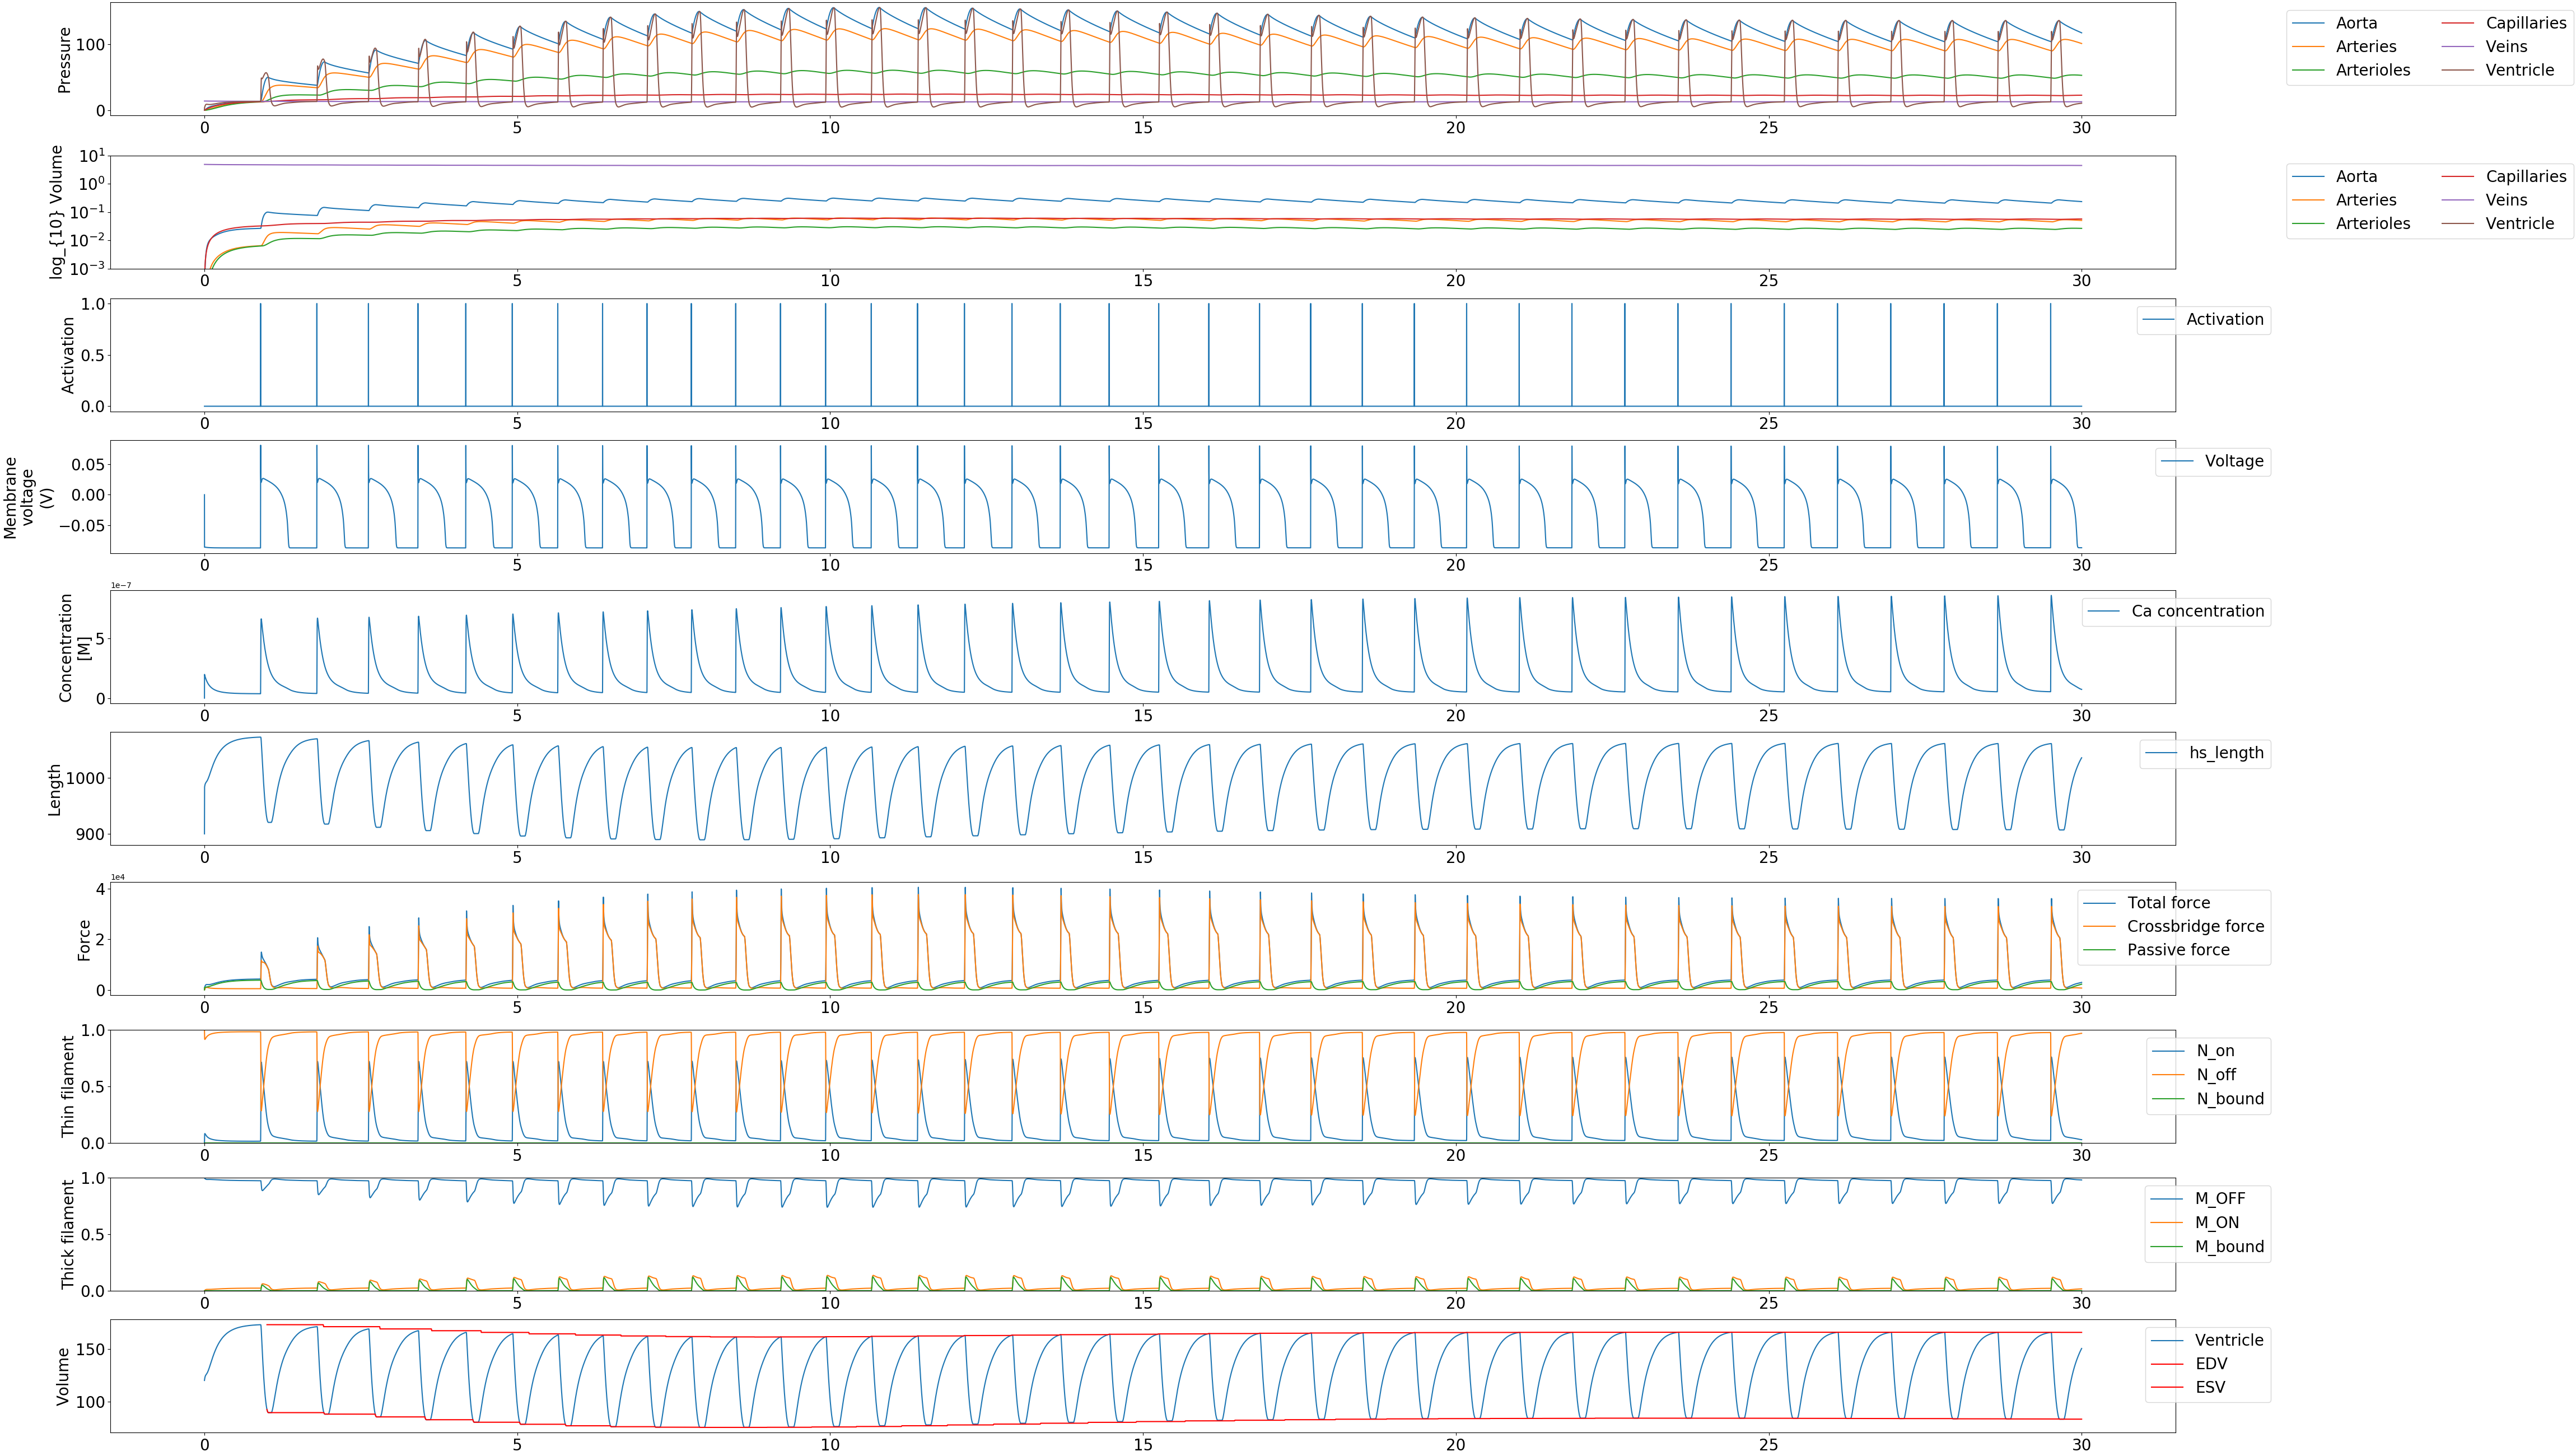 Pressure
100
0
0 5 10 15 20 25 30
Aorta Capillaries
Arteries Veins
Arterioles Ventricle
log_{10} Volume
10¹
10⁰
10⁻¹
10⁻²
10⁻³
0 5 10 15 20 25 30
Aorta Capillaries
Arteries Veins
Arterioles Ventricle
Activation
1.0
0.5
0.0
0 5 10 15 20 25 30
Activation
Membrane
voltage
(V)
0.05
0.00
−0.05
0 5 10 15 20 25 30
Voltage
1e−7
Concentration
[M]
5
0
0 5 10 15 20 25 30
Ca concentration
Length
1000
900
0 5 10 15 20 25 30
hs_length
1e4
Force
4
2
0
0 5 10 15 20 25 30
Total force
Crossbridge force
Passive force
Thin filament
1.0
0.5
0.0
0 5 10 15 20 25 30
N_on
N_off
N_bound
Thick filament
1.0
0.5
0.0
0 5 10 15 20 25 30
M_OFF
M_ON
M_bound
Volume
150
100
0 5 10 15 20 25 30
Ventricle
EDV
ESV